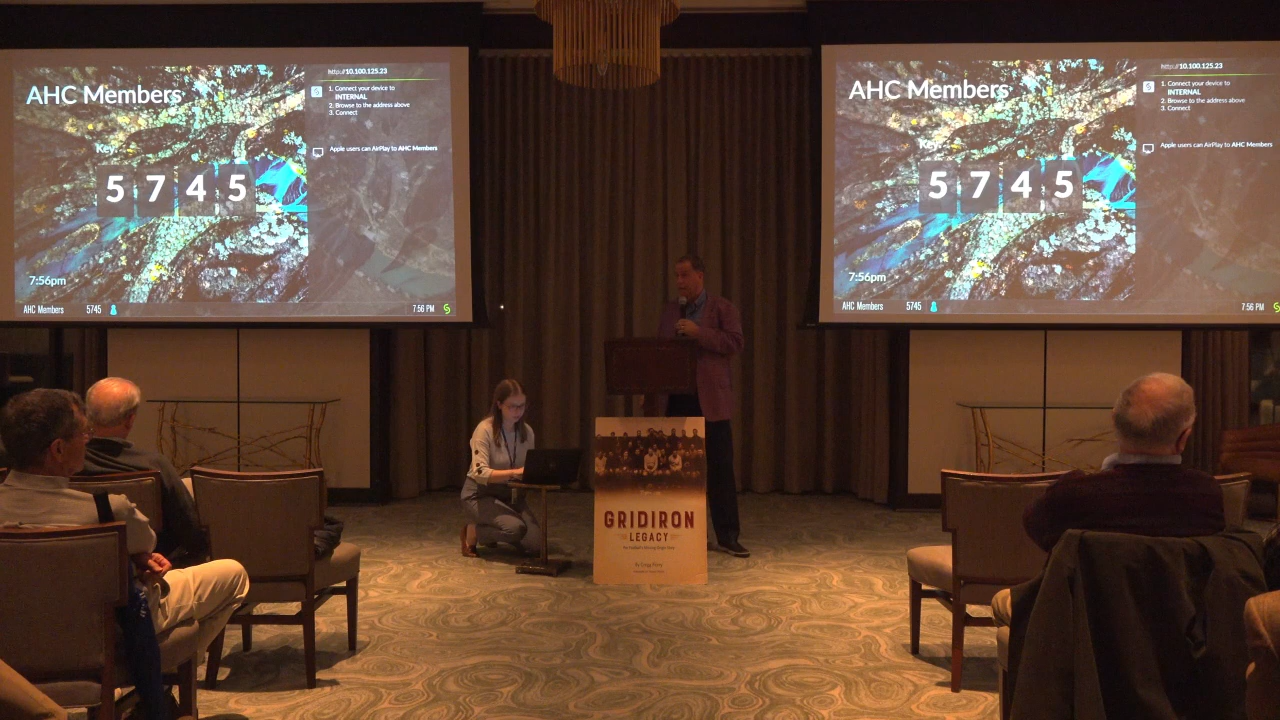 AHC Members
Key
5 7 4 5
7:56pm
http://10.100.125.23
1. Connect your device to
INTERNAL
2. Browse to the address above
3. Connect
Apple users can AirPlay to AHC Members
AHC Members 5745 7:56 PM
AHC Members
Key
5 7 4 5
7:56pm
http://10.100.125.23
1. Connect your device to
INTERNAL
2. Browse to the address above
3. Connect
Apple users can AirPlay to AHC Members
AHC Members 5745 7:56 PM
GRIDIRON
LEGACY